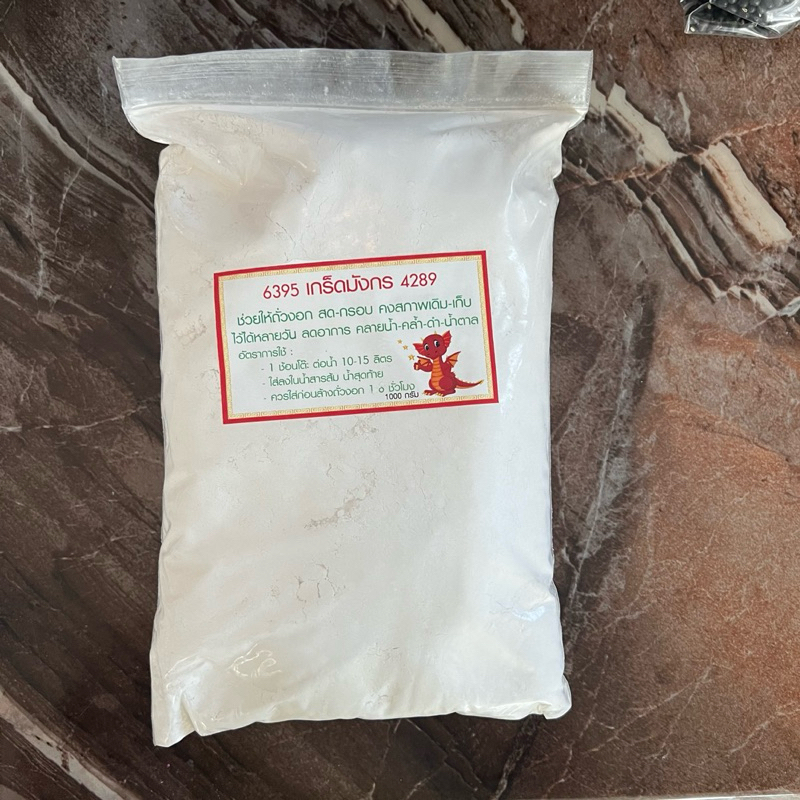 6395 เกร็ดมังกร 4289
ช่วยให้ถั่วงอก สด-กรอบ คงสภาพเดิม-เก็บ
ไว้ได้หลายวัน ลดอาการ คลายน้ำ-คล้ำ-ดำ-น้ำตาล
อัตราการใช้ :
- 1 ช้อนโต๊ะ ต่อน้ำ 10-15 ลิตร
- ใส่ลงในน้ำสารส้ม น้ำสุดท้าย
- ควรใส่ก่อนล้างถั่วงอก 1 ชั่วโมง
1000 กรัม